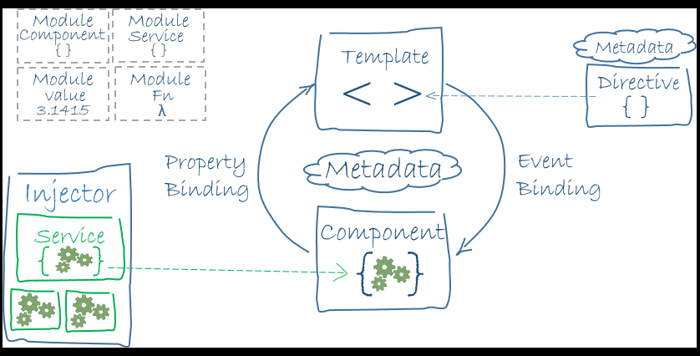 Module
Component
{ }
Module
Service
{ }
Module
value
3.1415
Module
Fn
λ
Template
< >
Metadata
Directive
{ }
Property
Binding
Metadata
Event
Binding
Injector
Service
{ }
Component
{ }